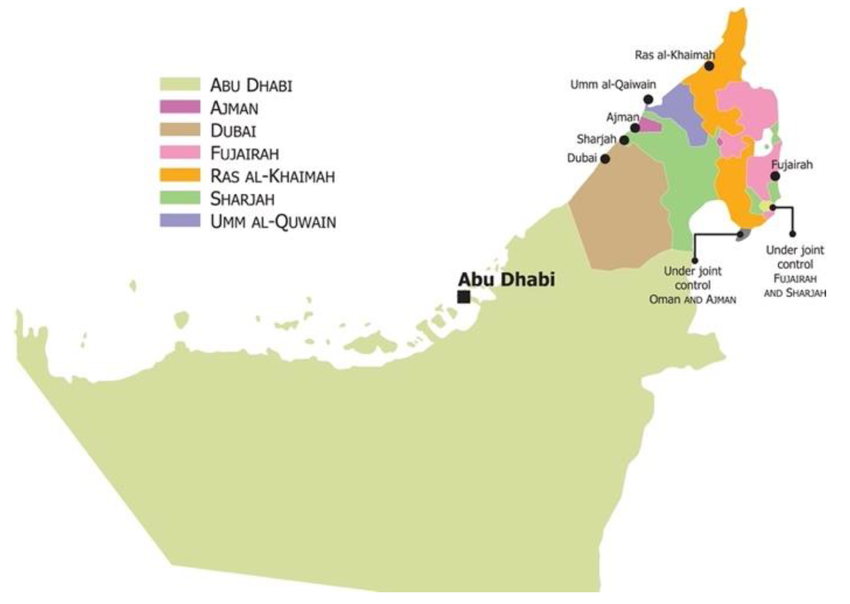 ABU DHABI
AJMAN
DUBAI
FUJAIRAH
RAS AL-KHAIMAH
SHARJAH
UMM AL-QUWAIN
Ras al-Khaimah
Umm al-Qaiwain
Ajman
Sharjah
Dubai
Fujairah
Abu Dhabi
Under joint
control
Oman AND AJMAN
Under joint
control
FUJAIRAH
AND SHARJAH